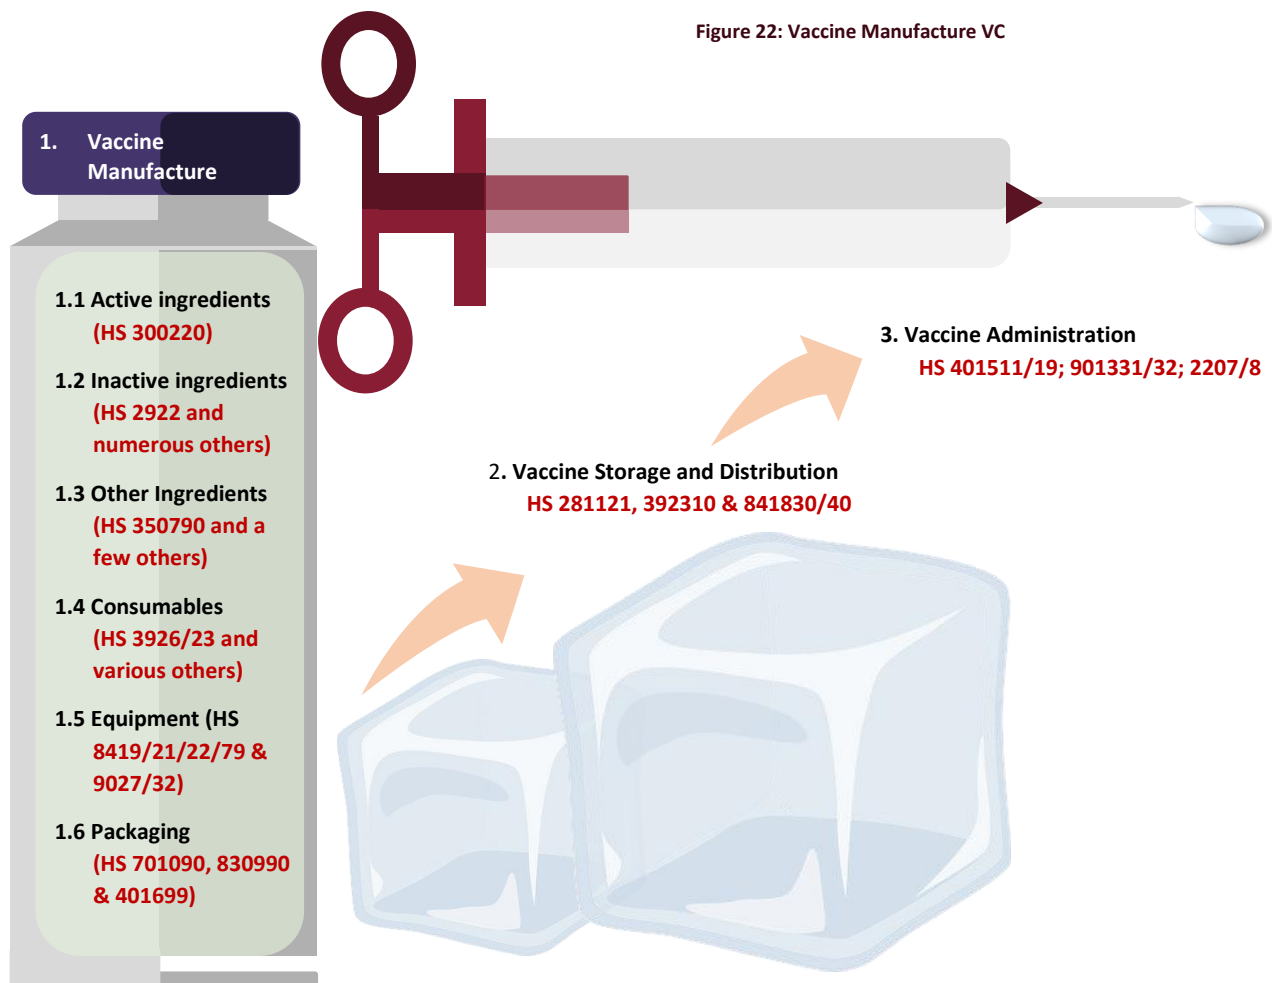 Figure 22: Vaccine Manufacture VC
1. Vaccine
Manufacture
1.1 Active ingredients
(HS 300220)
1.2 Inactive ingredients
(HS 2922 and
numerous others)
1.3 Other Ingredients
(HS 350790 and a
few others)
1.4 Consumables
(HS 3926/23 and
various others)
1.5 Equipment (HS
8419/21/22/79 &
9027/32)
1.6 Packaging
(HS 701090, 830990
& 401699)
2. Vaccine Storage and Distribution
HS 281121, 392310 & 841830/40
3. Vaccine Administration
HS 401511/19; 901331/32; 2207/8